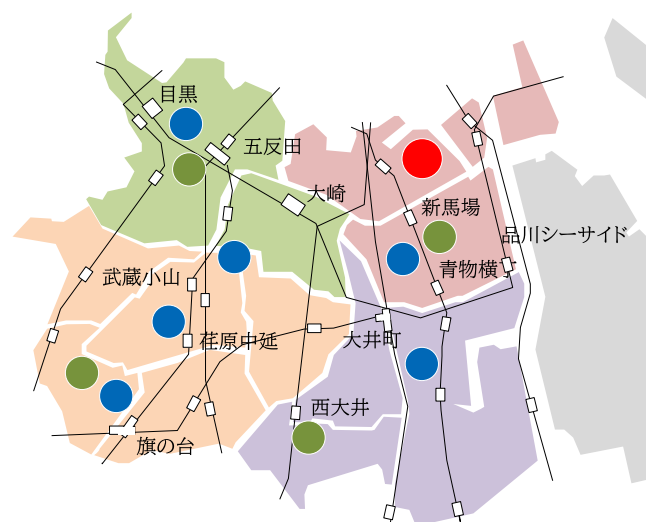 目黒
五反田
大崎
新馬場
品川シーサイド
青物横
武蔵小山
荏原中延
大井町
西大井
旗の台